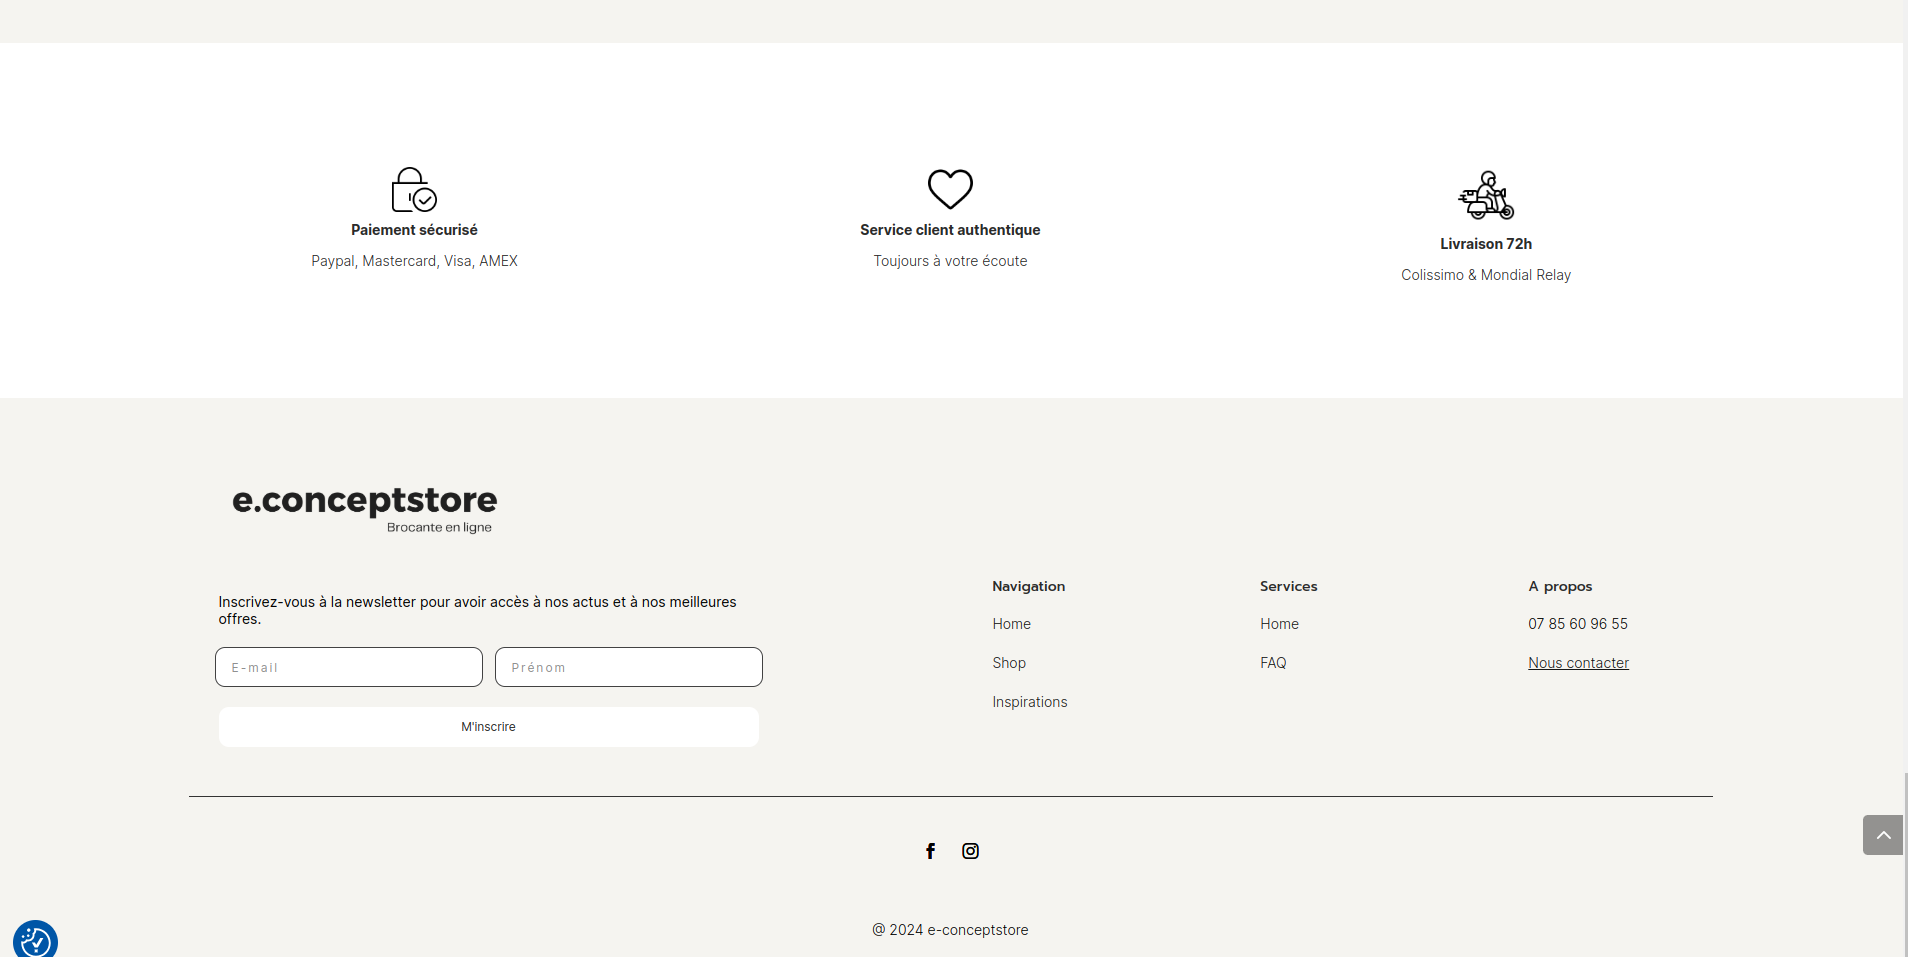 Paiement sécurisé
Paypal, Mastercard, Visa, AMEX
Service client authentique
Toujours à votre écoute
Livraison 72h
Colissimo & Mondial Relay
e.conceptstore
Brocante en ligne
Inscrivez-vous à la newsletter pour avoir accès à nos actus et à nos meilleures
offres.
E-mail
Prénom
M'inscrire
Navigation
Home
Shop
Inspirations
Services
Home
FAQ
A propos
07 85 60 96 55
Nous contacter
@ 2024 e-conceptstore